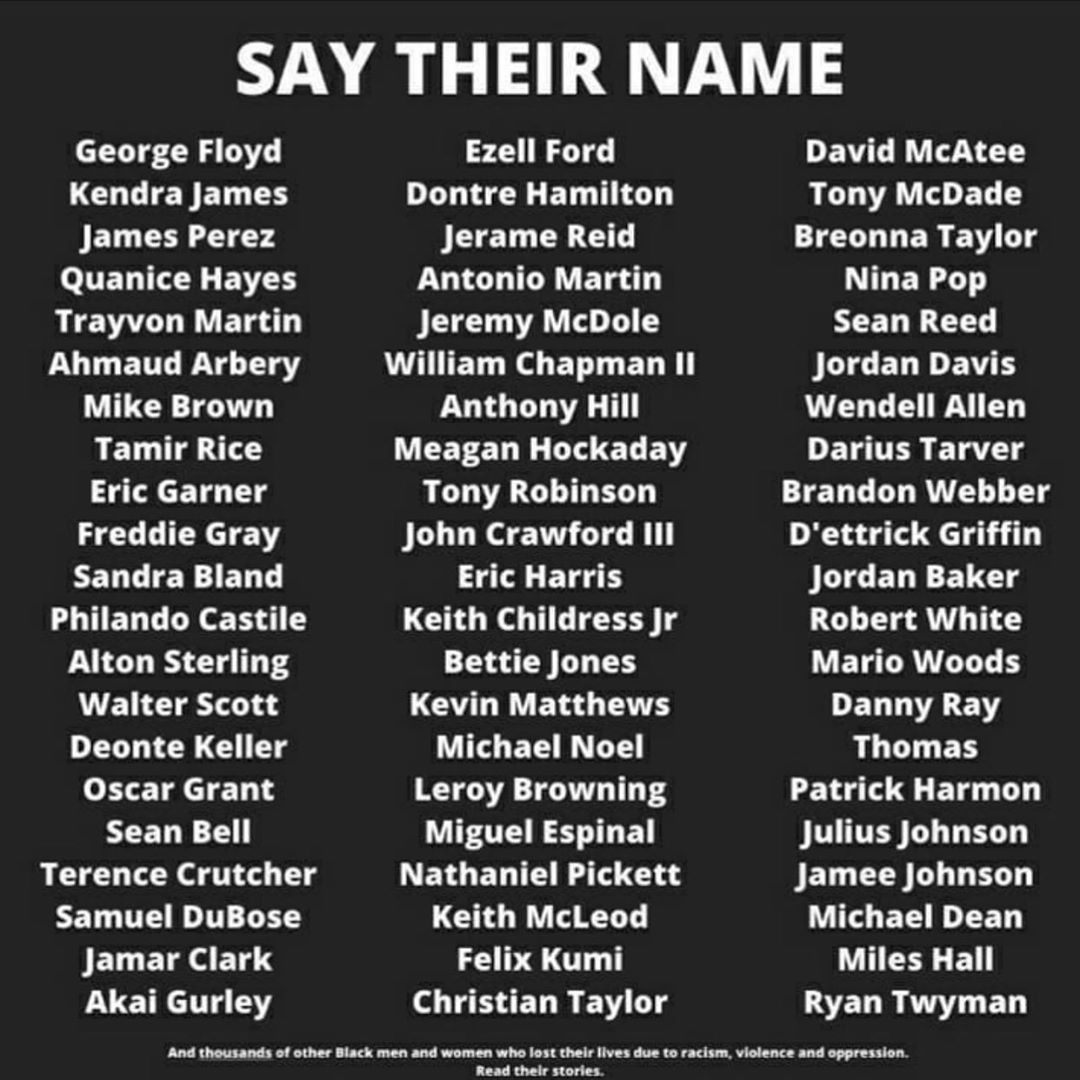 SAY THEIR NAME
George Floyd
Kendra James
James Perez
Quanice Hayes
Trayvon Martin
Ahmaud Arbery
Mike Brown
Tamir Rice
Eric Garner
Freddie Gray
Sandra Bland
Philando Castile
Alton Sterling
Walter Scott
Deonte Keller
Oscar Grant
Sean Bell
Terence Crutcher
Samuel DuBose
Jamar Clark
Akai Gurley
Ezell Ford
Dontre Hamilton
Jerame Reid
Antonio Martin
Jeremy McDole
William Chapman II
Anthony Hill
Meagan Hockaday
Tony Robinson
John Crawford III
Eric Harris
Keith Childress Jr
Bettie Jones
Kevin Matthews
Michael Noel
Leroy Browning
Miguel Espinal
Nathaniel Pickett
Keith McLeod
Felix Kumi
Christian Taylor
David McAtee
Tony McDade
Breonna Taylor
Nina Pop
Sean Reed
Jordan Davis
Wendell Allen
Darius Tarver
Brandon Webber
D'ettrick Griffin
Jordan Baker
Robert White
Mario Woods
Danny Ray
Thomas
Patrick Harmon
Julius Johnson
Jamee Johnson
Michael Dean
Miles Hall
Ryan Twyman
And thousands of other Black men and women who lost their lives due to racism, violence and oppression.
Read their stories.